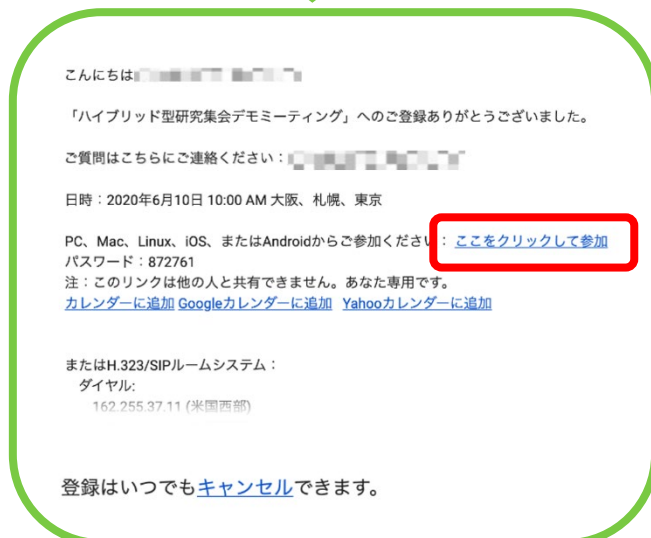 こんにちは
「ハイブリッド型研究集会デモミーティング」へのご登録ありがとうございました。
ご質問はこちらにご連絡ください：
日時：2020年6月10日 10:00 AM 大阪、札幌、東京
PC、Mac、Linux、iOS、またはAndroidからご参加ください： ここをクリックして参加
パスワード：872761
注：このリンクは他の人と共有できません。あなた専用です。
カレンダーに追加 Googleカレンダーに追加 Yahooカレンダーに追加
またはH.323/SIPルームシステム：
ダイヤル:
162.255.37.11 (米国西部)
登録はいつでもキャンセルできます。